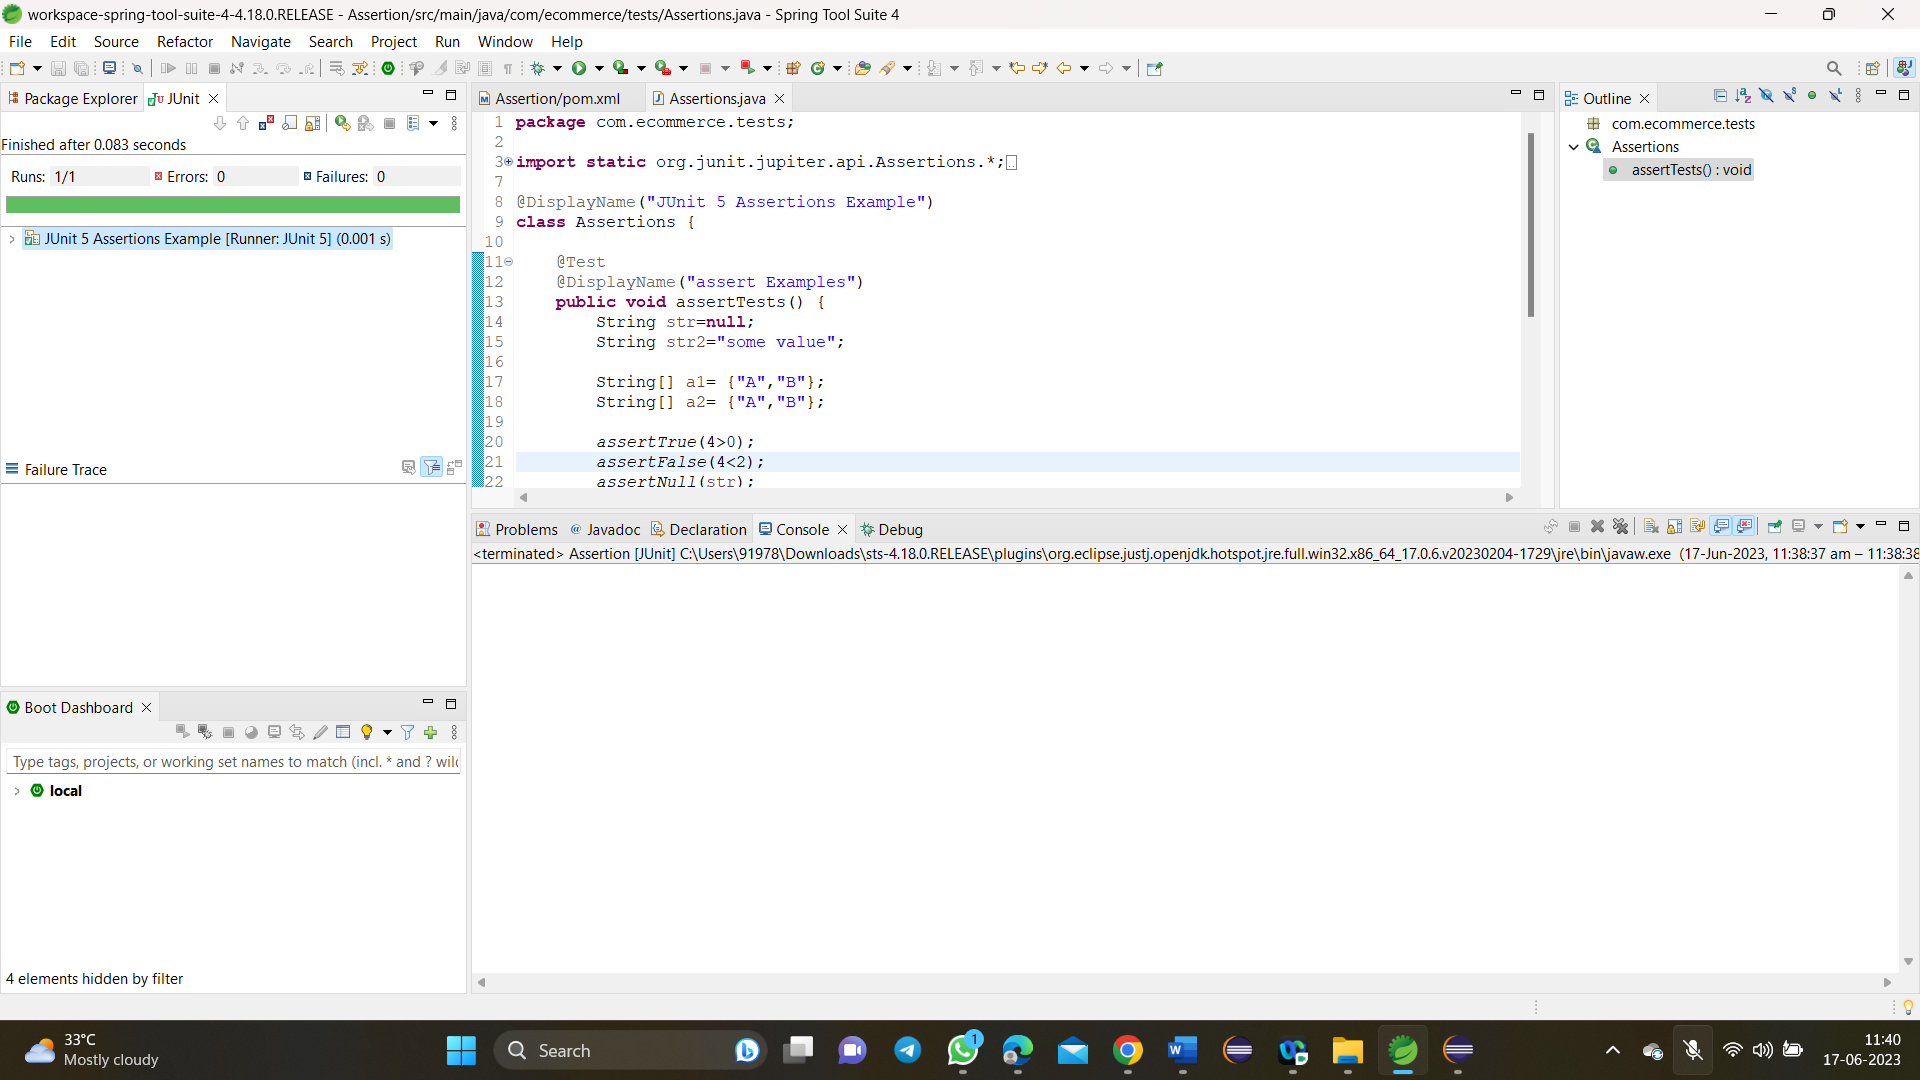 workspace-spring-tool-suite-4-4.18.0.RELEASE - Assertion/src/main/java/com/ecommerce/tests/Assertions.java - Spring Tool Suite 4
File Edit Source Refactor Navigate Search Project Run Window Help
Package Explorer
JUnit
Finished after 0.083 seconds
Runs: 1/1 Errors: 0 Failures: 0
JUnit 5 Assertions Example [Runner: JUnit 5] (0.001 s)
Failure Trace
Boot Dashboard
Type tags, projects, or working set names to match (incl. * and ? wil
local
4 elements hidden by filter
Assertion/pom.xml
Assertions.java
1 package com.ecommerce.tests;
2
3 import static org.junit.jupiter.api.Assertions.*;
7
8 @DisplayName("JUnit 5 Assertions Example")
9 class Assertions {
10
11 @Test
12 @DisplayName("assert Examples")
13 public void assertTests() {
14 String str=null;
15 String str2="some value";
16
17 String[] a1= {"A","B"};
18 String[] a2= {"A","B"};
19
20 assertTrue(4>0);
21 assertFalse(4<2);
22 assertNull(str);
Outline
com.ecommerce.tests
Assertions
assertTests() : void
Problems Javadoc Declaration Console Debug
<terminated> Assertion [JUnit] C:\Users\91978\Downloads\sts-4.18.0.RELEASE\plugins\org.eclipse.justj.openjdk.hotspot.jre.full.win32.x86_64_17.0.6.v20230204-1729\jre\bin\javaw.exe (17-Jun-2023, 11:38:37 am – 11:38:38
33°C
Mostly cloudy
Search
1
11:40
17-06-2023